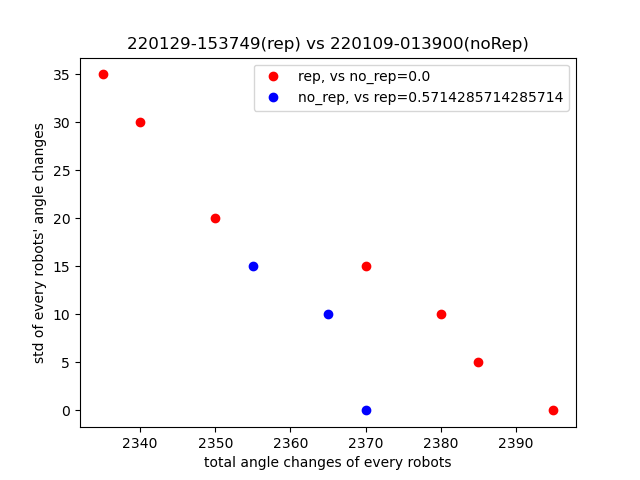 220129-153749(rep) vs 220109-013900(noRep)
rep, vs no_rep=0.0
no_rep, vs rep=0.5714285714285714
std of every robots' angle changes
35
30
25
20
15
10
5
0
2340 2350 2360 2370 2380 2390
total angle changes of every robots